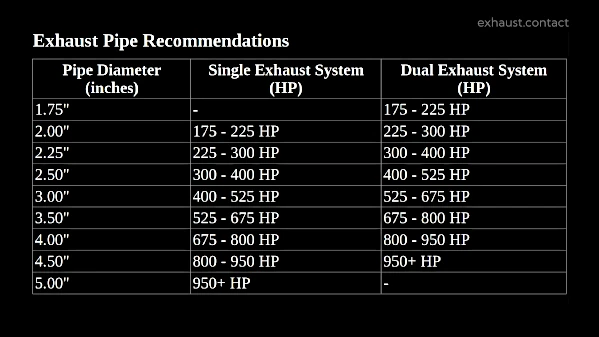 exhaust.contact
Exhaust Pipe Recommendations
Pipe Diameter (inches) Single Exhaust System (HP) Dual Exhaust System (HP)
1.75" - 175 - 225 HP
2.00" 175 - 225 HP 225 - 300 HP
2.25" 225 - 300 HP 300 - 400 HP
2.50" 300 - 400 HP 400 - 525 HP
3.00" 400 - 525 HP 525 - 675 HP
3.50" 525 - 675 HP 675 - 800 HP
4.00" 675 - 800 HP 800 - 950 HP
4.50" 800 - 950 HP 950+ HP
5.00" 950+ HP -